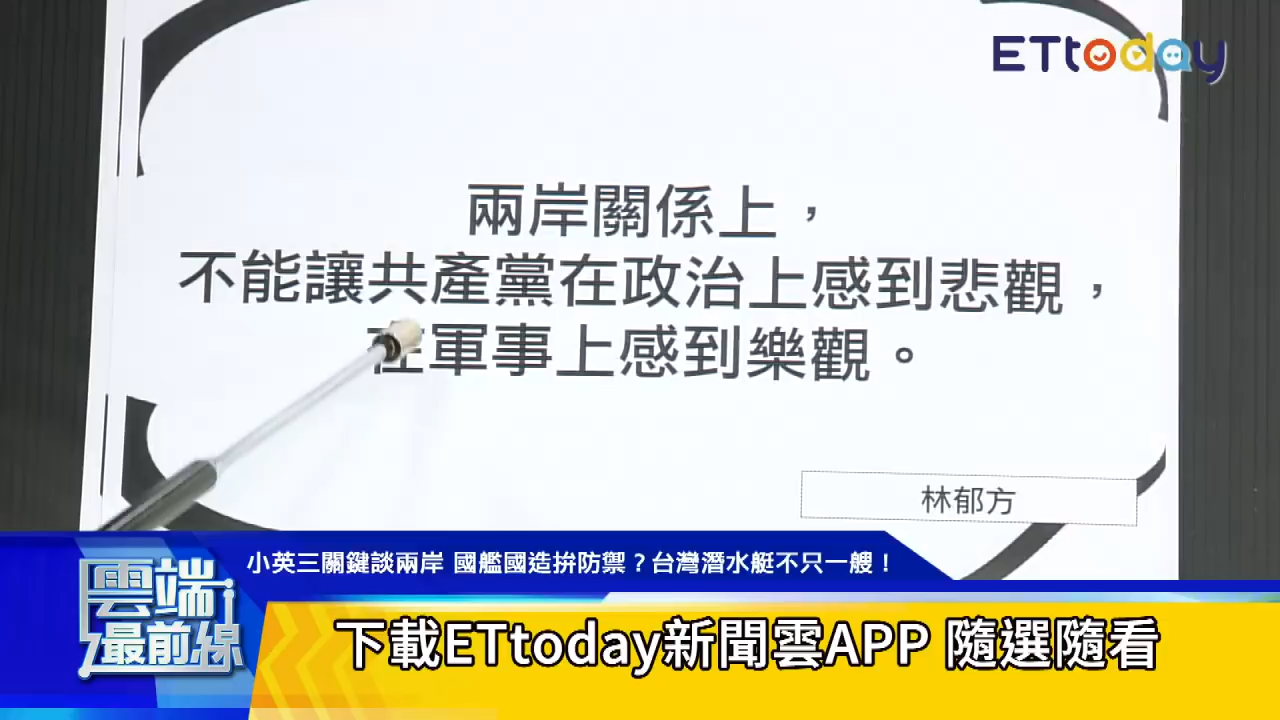 ETtoday
兩岸關係上，
不能讓共產黨在政治上感到悲觀，
在軍事上感到樂觀。
林郁方
小英三關鍵談兩岸 國艦國造拚防禦？台灣潛水艇不只一艘！
雲端
最前線
下載ETtoday新聞雲APP 隨選隨看